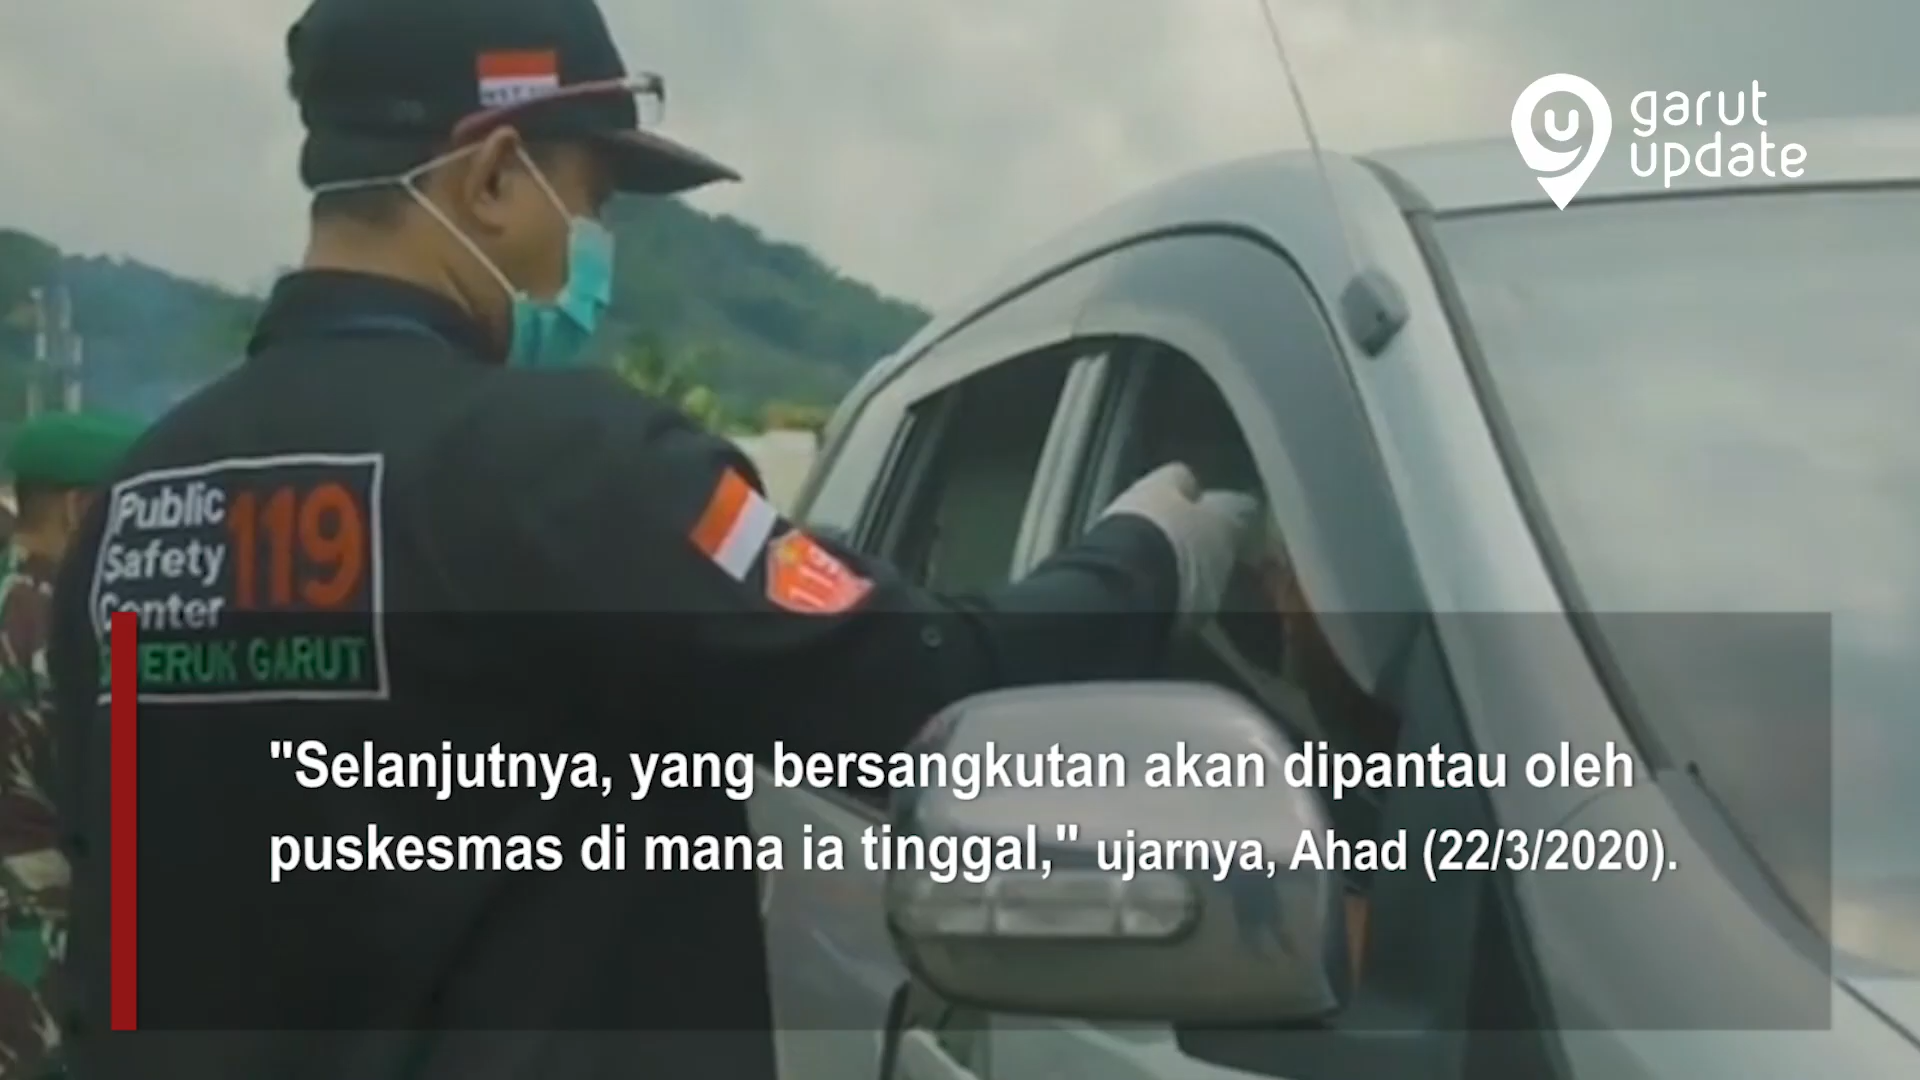 garut
update
Public
Safety
Center
119
GARUT
"Selanjutnya, yang bersangkutan akan dipantau oleh
puskesmas di mana ia tinggal," ujarnya, Ahad (22/3/2020).